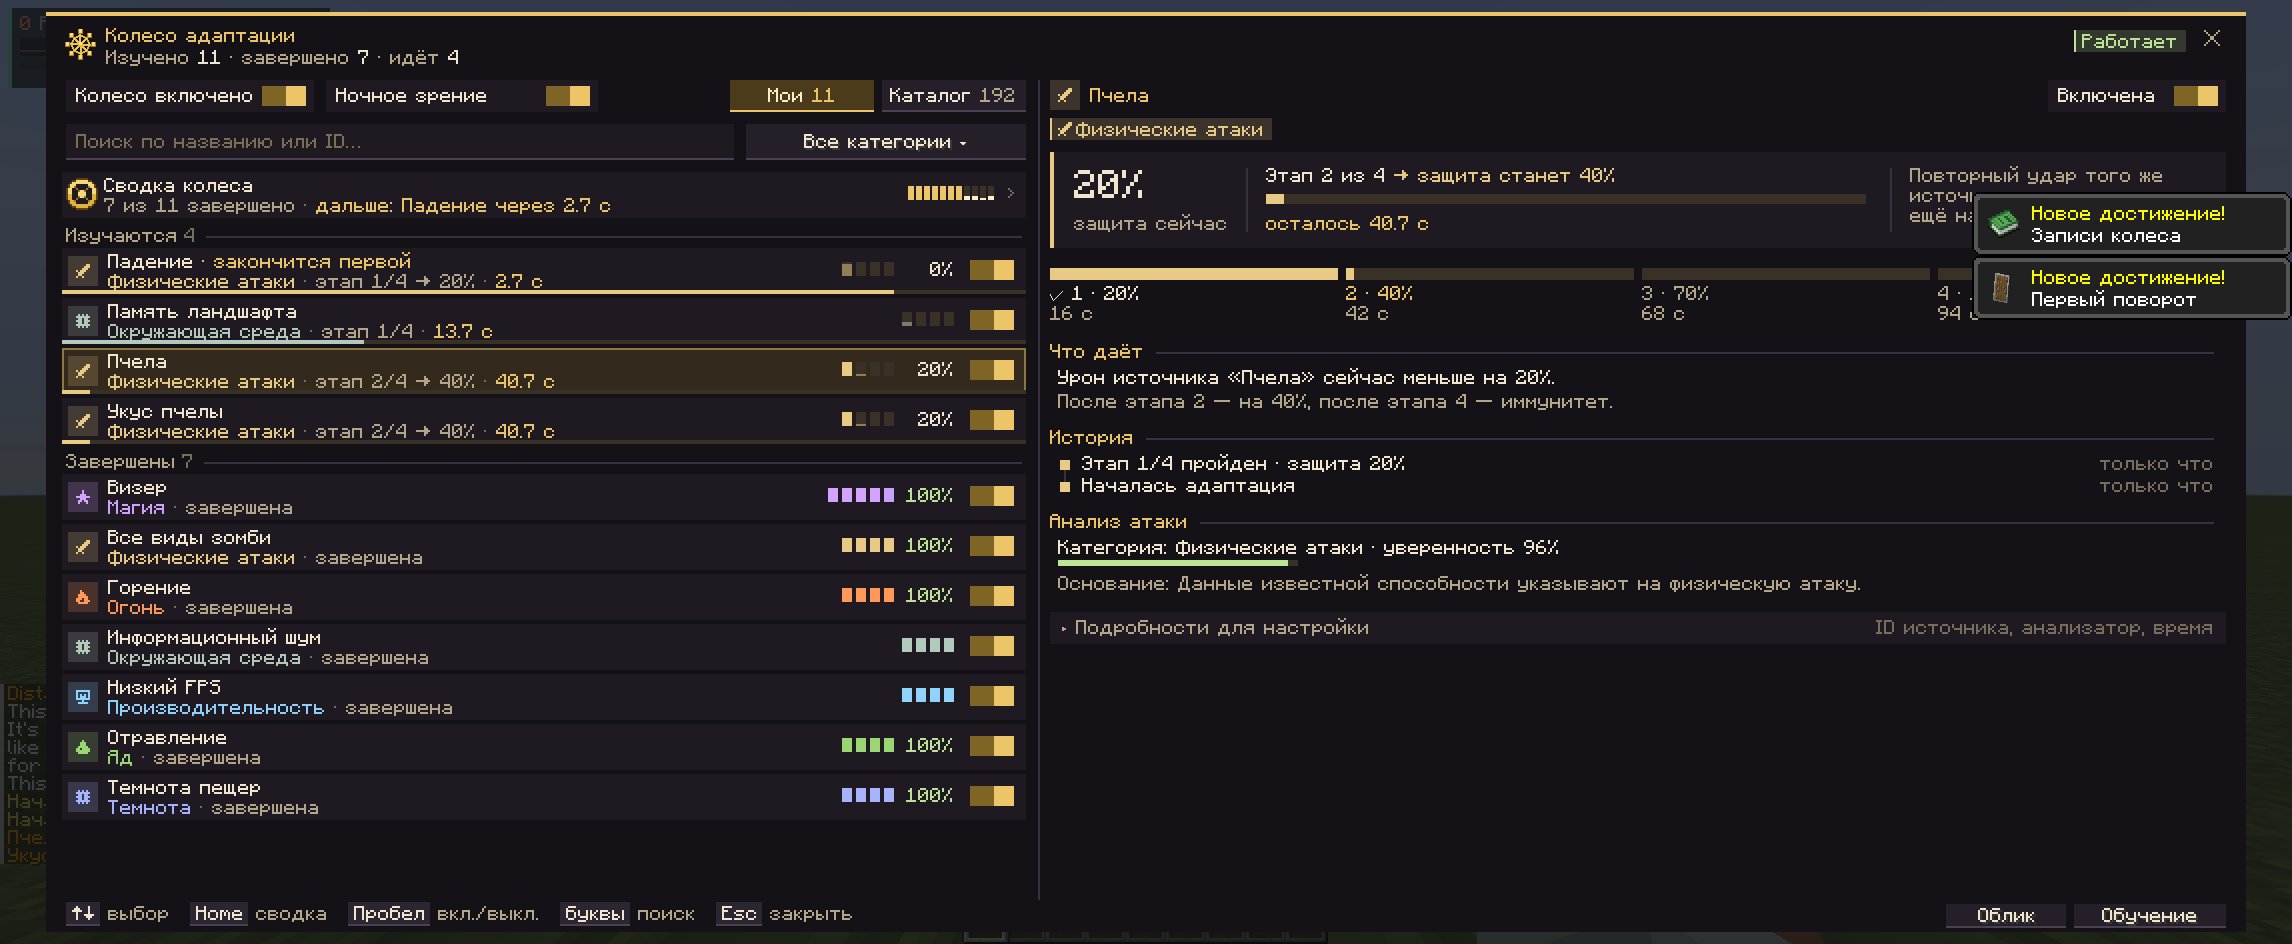 Колесо адаптации
Изучено 11 · завершено 7 · идёт 4
Работает
Колесо включено
Ночное зрение
Мои 11
Каталог 192
Поиск по названию или ID...
Все категории
Сводка колеса
7 из 11 завершено · дальше: Падение через 2.7 с
Изучаются 4
Падение · закончится первой
Физические атаки · этап 1/4 → 20% · 2.7 с
0%
Память ландшафта
Окружающая среда · этап 1/4 · 13.7 с
Пчела
Физические атаки · этап 2/4 → 40% · 40.7 с
20%
Укус пчелы
Физические атаки · этап 2/4 → 40% · 40.7 с
20%
Завершены 7
Визер
Магия · завершена
100%
Все виды зомби
Физические атаки · завершена
100%
Горение
Огонь · завершена
100%
Информационный шум
Окружающая среда · завершена
Низкий FPS
Производительность · завершена
Отравление
Яд · завершена
100%
Темнота пещер
Темнота · завершена
100%
↑↓ выбор Home сводка Пробел вкл./выкл. буквы поиск Esc закрыть
Пчела
Включена
Физические атаки
20%
защита сейчас
Этап 2 из 4 → защита станет 40%
осталось 40.7 с
Повторный удар того же
ещё
Новое достижение!
Записи колеса
Новое достижение!
Первый поворот
✓ 1 · 20%
16 с
2 · 40%
42 с
3 · 70%
68 с
4 ·
94
Что даёт
Урон источника «Пчела» сейчас меньше на 20%.
После этапа 2 — на 40%, после этапа 4 — иммунитет.
История
Этап 1/4 пройден · защита 20%
только что
Началась адаптация
только что
Анализ атаки
Категория: Физические атаки · уверенность 96%
Основание: Данные известной способности указывают на физическую атаку.
Подробности для настройки
ID источника, анализатор, время
Облик
Обучение
Dist
This
It's
like
for
This